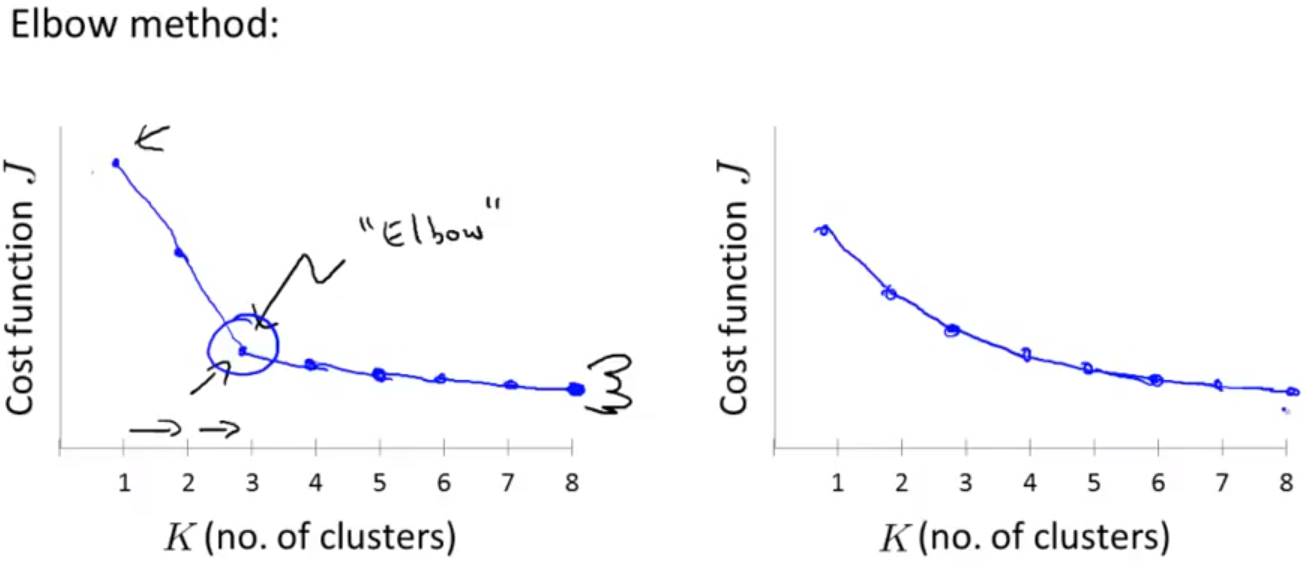 Elbow method:
Cost function J
"Elbow"
1 2 3 4 5 6 7 8
K (no. of clusters)
Cost function J
1 2 3 4 5 6 7 8
K (no. of clusters)